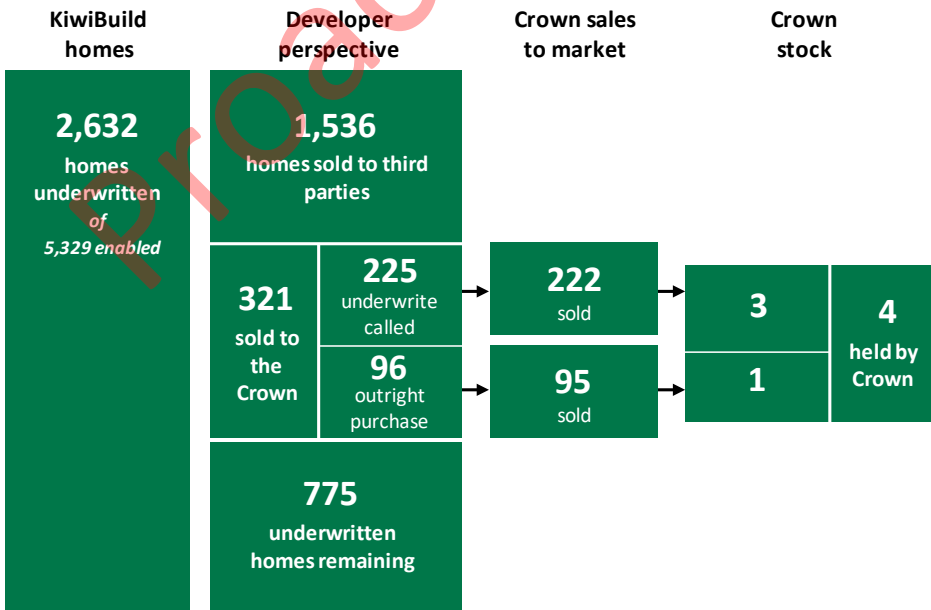 KiwiBuild
homes
Developer
perspective
Crown sales
to market
Crown
stock
2,632
homes
underwritten
of
5,329 enabled
1,536
homes sold to third
parties
321
sold to
the
Crown
225
underwrite
called
96
outright
purchase
222
sold
95
sold
3
1
4
held by
Crown
775
underwritten
homes remaining
Proac